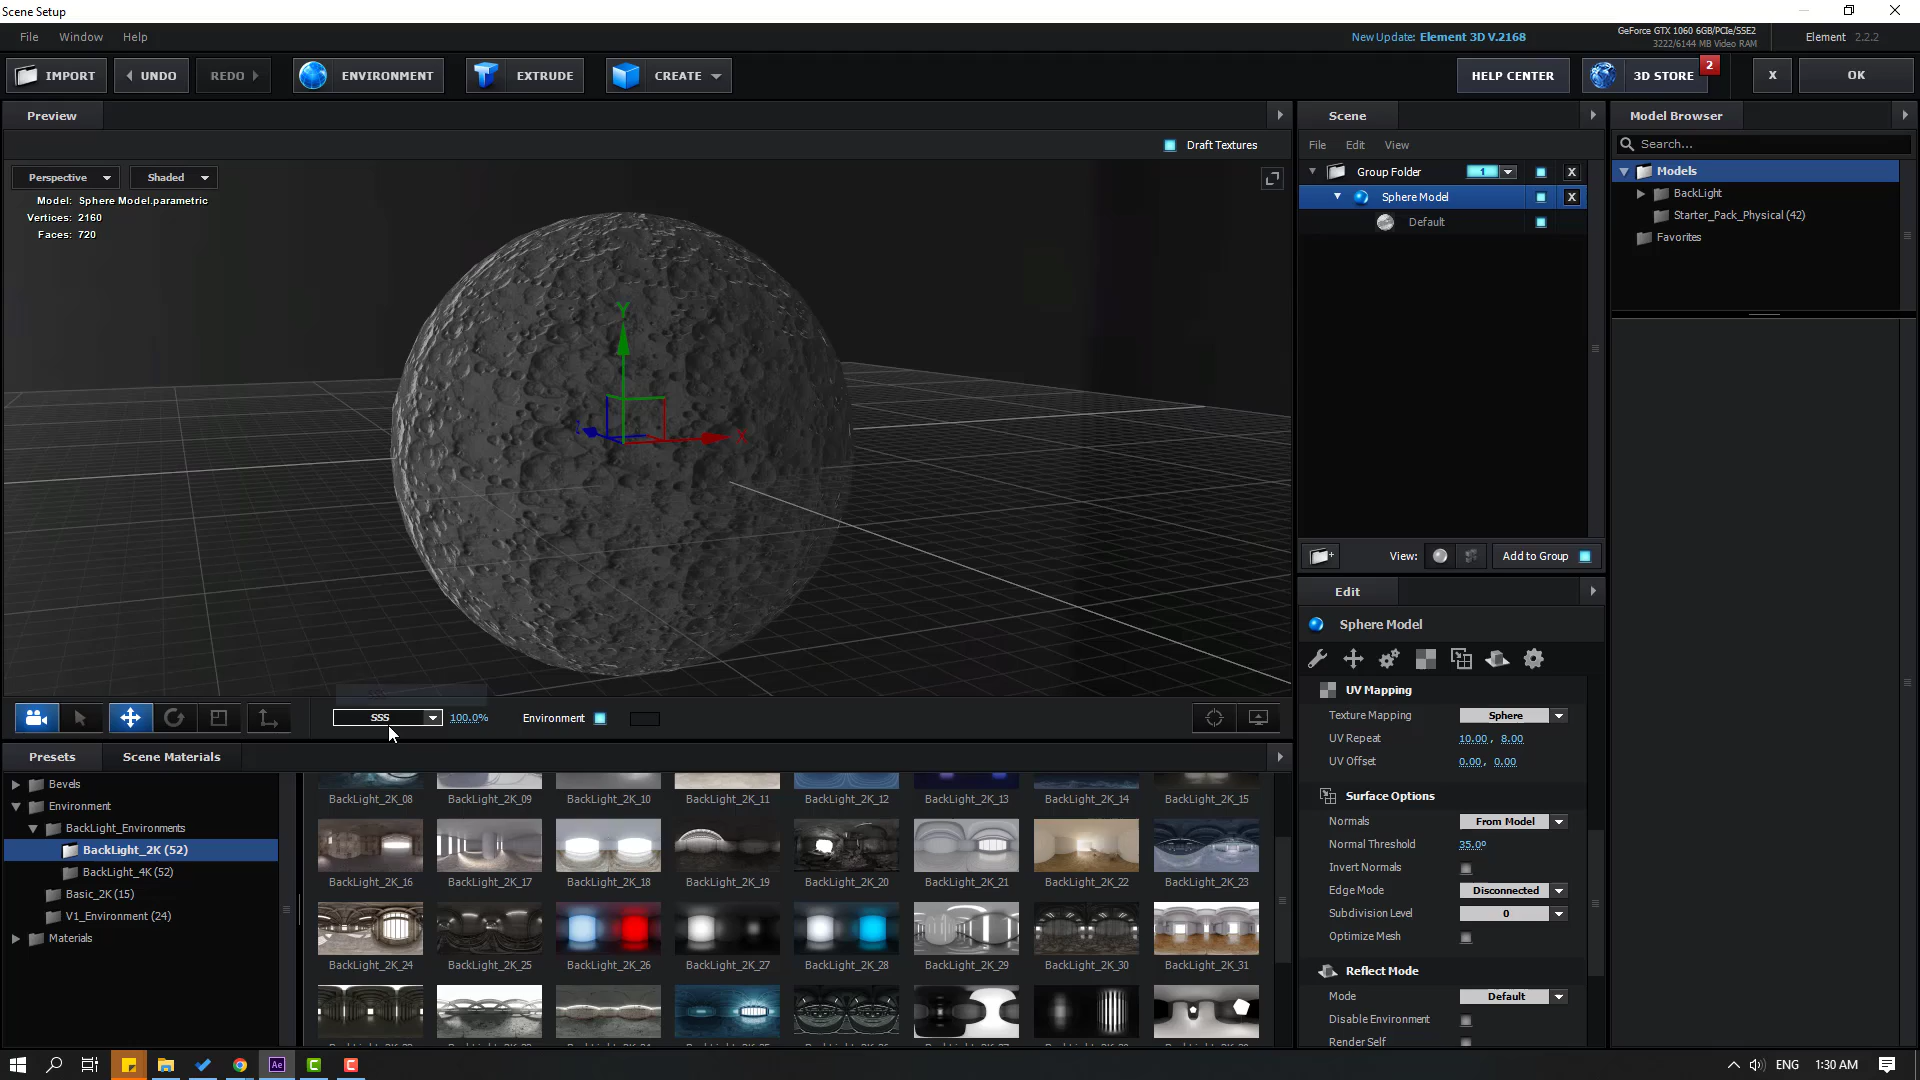 Scene Setup
File Window Help
New Update: Element 3D V.2168
GeForce GTX 1060 6GB/PCIe/SSE2
3222/6144 MB Video RAM
Element 2.2.2
IMPORT UNDO REDO ENVIRONMENT EXTRUDE CREATE HELP CENTER 3D STORE 2 X OK
Preview Scene Model Browser
Draft Textures File Edit View Search...
Perspective Shaded Group Folder 1 X Models
Model: Sphere Model.parametric Sphere Model X BackLight
Vertices: 2160 Default Starter_Pack_Physical (42)
Faces: 720 Favorites
Y
X
View: Add to Group
Edit
Sphere Model
UV Mapping
Texture Mapping Sphere
UV Repeat 10.00, 8.00
UV Offset 0.00, 0.00
Surface Options
Normals From Model
Normal Threshold 35.0º
Invert Normals
Edge Mode Disconnected
Subdivision Level 0
Optimize Mesh
Reflect Mode
Mode Default
Disable Environment
Render Self
SSS 100.0% Environment
Presets Scene Materials
Bevels
Environment
BackLight_Environments
BackLight_2K (52)
BackLight_4K (52)
Basic_2K (15)
V1_Environment (24)
Materials
BackLight_2K_08 BackLight_2K_09 BackLight_2K_10 BackLight_2K_11 BackLight_2K_12 BackLight_2K_13 BackLight_2K_14 BackLight_2K_15
BackLight_2K_16 BackLight_2K_17 BackLight_2K_18 BackLight_2K_19 BackLight_2K_20 BackLight_2K_21 BackLight_2K_22 BackLight_2K_23
BackLight_2K_24 BackLight_2K_25 BackLight_2K_26 BackLight_2K_27 BackLight_2K_28 BackLight_2K_29 BackLight_2K_30 BackLight_2K_31
Ae C C ENG 1:30 AM